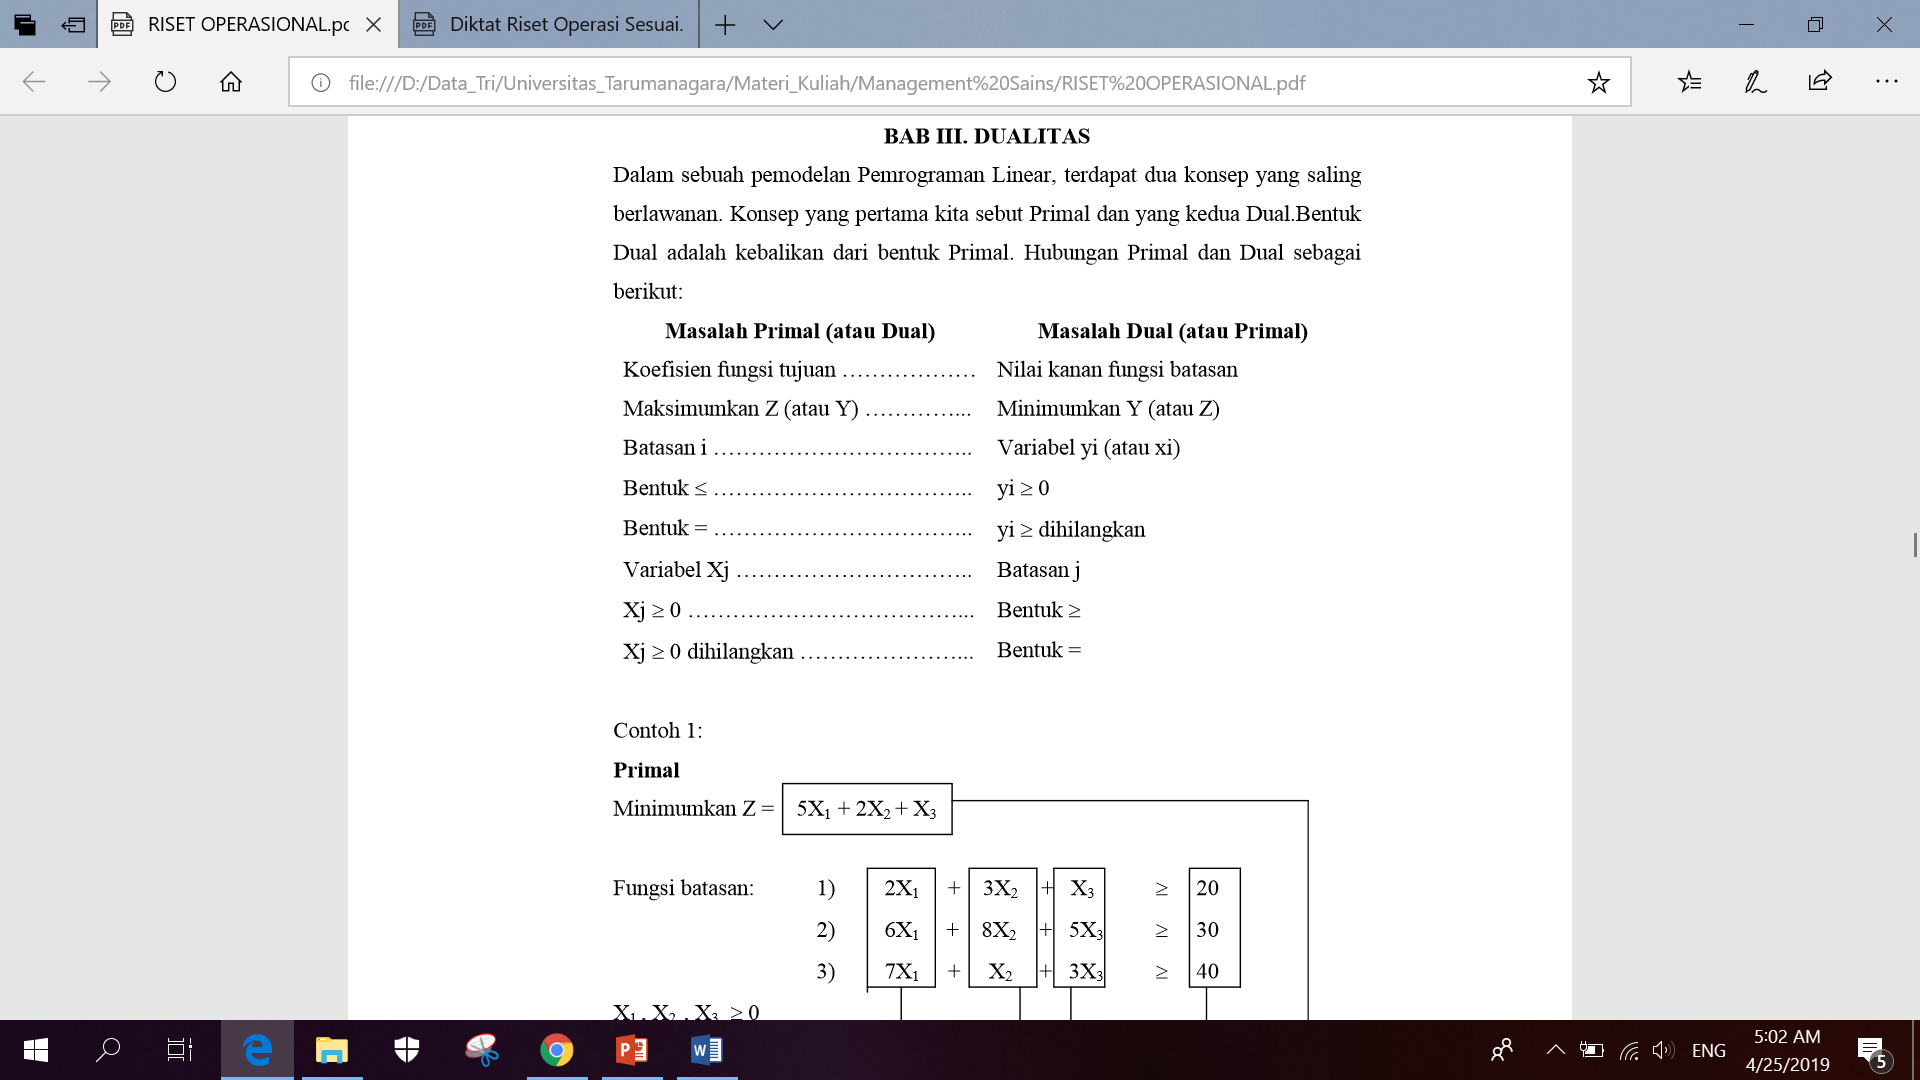 RISET OPERASIONAL.pd
Diktat Riset Operasi Sesuai.
file:///D:/Data_Tri/Universitas_Tarumanagara/Materi_Kuliah/Management%20Sains/RISET%20OPERASIONAL.pdf
BAB III. DUALITAS
Dalam sebuah pemodelan Pemrograman Linear, terdapat dua konsep yang saling
berlawanan. Konsep yang pertama kita sebut Primal dan yang kedua Dual.Bentuk
Dual adalah kebalikan dari bentuk Primal. Hubungan Primal dan Dual sebagai
berikut:
Masalah Primal (atau Dual) Masalah Dual (atau Primal)
Koefisien fungsi tujuan ……………… Nilai kanan fungsi batasan
Maksimumkan Z (atau Y) ………….. Minimumkan Y (atau Z)
Batasan i …………………………….. Variabel yi (atau xi)
Bentuk ≤ …………………………….. yi ≥ 0
Bentuk = …………………………….. yi ≥ dihilangkan
Variabel Xj ………………………….. Batasan j
Xj ≥ 0 ………………………………... Bentuk ≥
Xj ≥ 0 dihilangkan …………………... Bentuk =
Contoh 1:
Primal
Minimumkan Z = 5X₁ + 2X₂ + X₃
Fungsi batasan: 1) 2X₁ + 3X₂ + X₃ ≥ 20
2) 6X₁ + 8X₂ + 5X₃ ≥ 30
3) 7X₁ + X₂ + 3X₃ ≥ 40
X₁ , X₂ , X₃ ≥ 0
ENG
5:02 AM
4/25/2019
5